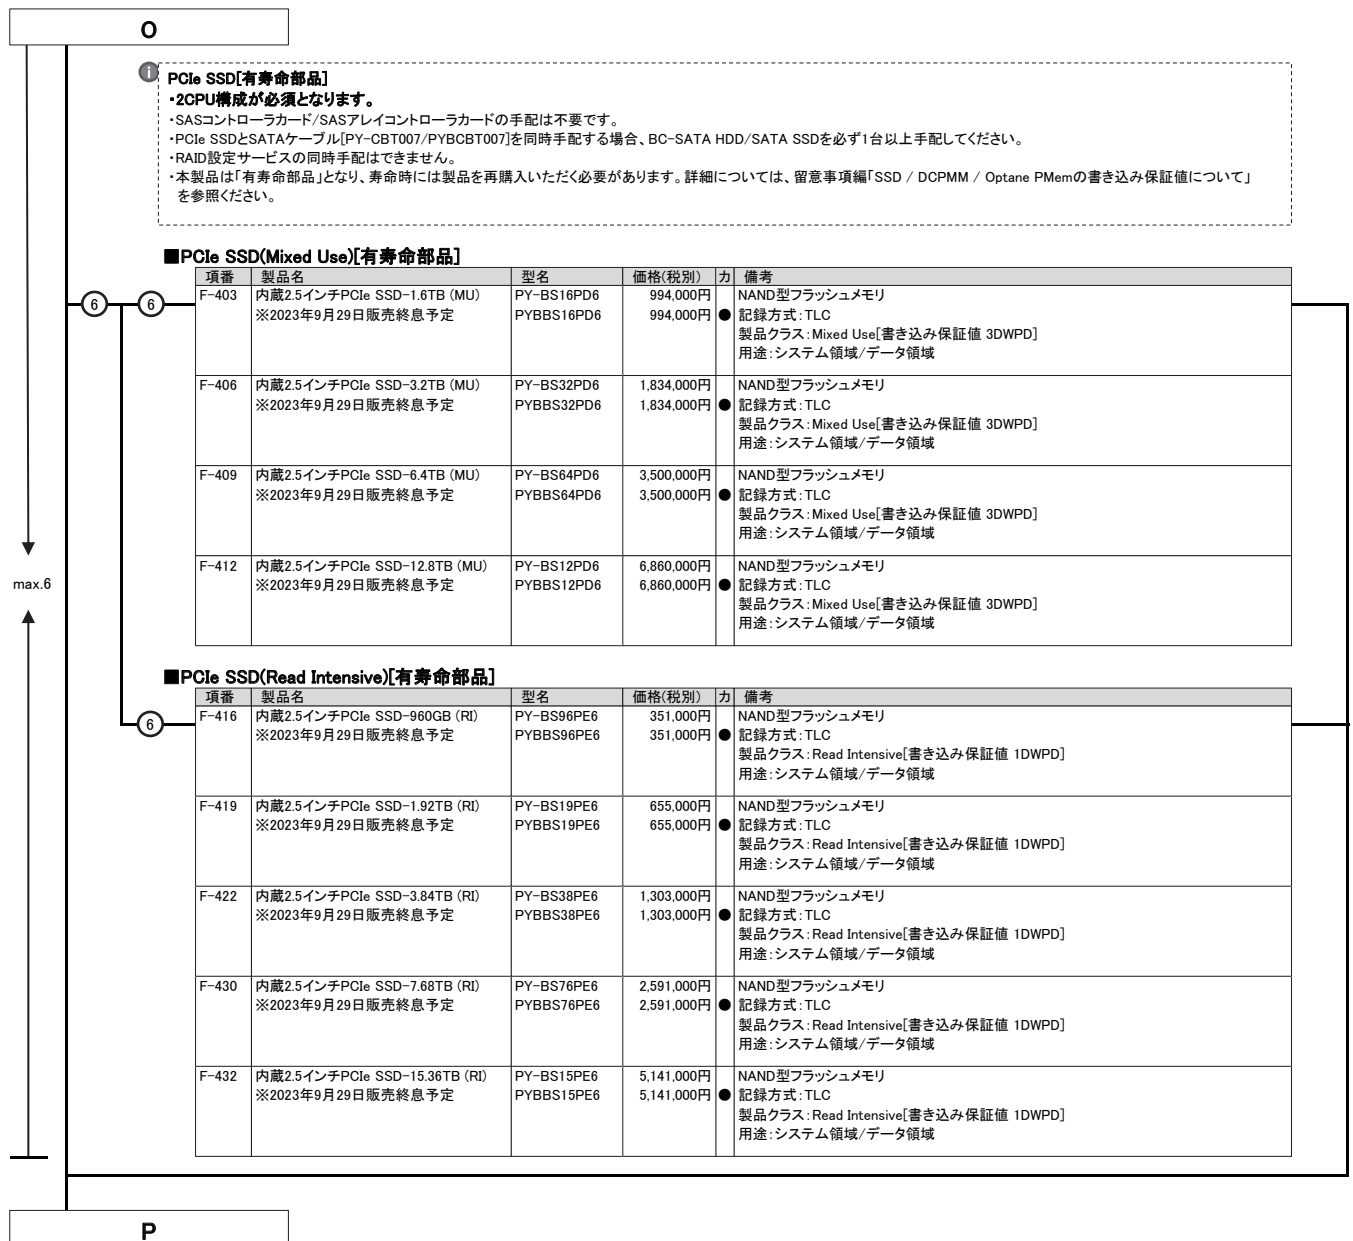 O
i
PCIe SSD[有寿命部品]
・2CPU構成が必須となります。
・SASコントローラカード/SASアレイコントローラカードの手配は不要です。
・PCIe SSDとSATAケーブル[PY-CBT007/PYBCBT007]を同時手配する場合、BC-SATA HDD/SATA SSDを必ず1台以上手配してください。
・RAID設定サービスの同時手配はできません。
・本製品は「有寿命部品」となり、寿命時には製品を再購入いただく必要があります。詳細については、留意事項編「SSD / DCPMM / Optane PMemの書き込み保証値について」
を参照ください。
■PCIe SSD(Mixed Use)[有寿命部品]
項番 製品名 型名 価格(税別) カ 備考
F-403 内蔵2.5インチPCIe SSD-1.6TB (MU) PY-BS16PD6 994,000円 NAND型フラッシュメモリ
※2023年9月29日販売終息予定 PYBBS16PD6 994,000円 ● 記録方式:TLC
製品クラス:Mixed Use[書き込み保証値 3DWPD]
用途:システム領域/データ領域
F-406 内蔵2.5インチPCIe SSD-3.2TB (MU) PY-BS32PD6 1,834,000円 NAND型フラッシュメモリ
※2023年9月29日販売終息予定 PYBBS32PD6 1,834,000円 ● 記録方式:TLC
製品クラス:Mixed Use[書き込み保証値 3DWPD]
用途:システム領域/データ領域
F-409 内蔵2.5インチPCIe SSD-6.4TB (MU) PY-BS64PD6 3,500,000円 NAND型フラッシュメモリ
※2023年9月29日販売終息予定 PYBBS64PD6 3,500,000円 ● 記録方式:TLC
製品クラス:Mixed Use[書き込み保証値 3DWPD]
用途:システム領域/データ領域
F-412 内蔵2.5インチPCIe SSD-12.8TB (MU) PY-BS12PD6 6,860,000円 NAND型フラッシュメモリ
※2023年9月29日販売終息予定 PYBBS12PD6 6,860,000円 ● 記録方式:TLC
製品クラス:Mixed Use[書き込み保証値 3DWPD]
用途:システム領域/データ領域
6 6
max.6
■PCIe SSD(Read Intensive)[有寿命部品]
項番 製品名 型名 価格(税別) カ 備考
F-416 内蔵2.5インチPCIe SSD-960GB (RI) PY-BS96PE6 351,000円 NAND型フラッシュメモリ
※2023年9月29日販売終息予定 PYBBS96PE6 351,000円 ● 記録方式:TLC
製品クラス:Read Intensive[書き込み保証値 1DWPD]
用途:システム領域/データ領域
F-419 内蔵2.5インチPCIe SSD-1.92TB (RI) PY-BS19PE6 655,000円 NAND型フラッシュメモリ
※2023年9月29日販売終息予定 PYBBS19PE6 655,000円 ● 記録方式:TLC
製品クラス:Read Intensive[書き込み保証値 1DWPD]
用途:システム領域/データ領域
F-422 内蔵2.5インチPCIe SSD-3.84TB (RI) PY-BS38PE6 1,303,000円 NAND型フラッシュメモリ
※2023年9月29日販売終息予定 PYBBS38PE6 1,303,000円 ● 記録方式:TLC
製品クラス:Read Intensive[書き込み保証値 1DWPD]
用途:システム領域/データ領域
F-430 内蔵2.5インチPCIe SSD-7.68TB (RI) PY-BS76PE6 2,591,000円 NAND型フラッシュメモリ
※2023年9月29日販売終息予定 PYBBS76PE6 2,591,000円 ● 記録方式:TLC
製品クラス:Read Intensive[書き込み保証値 1DWPD]
用途:システム領域/データ領域
F-432 内蔵2.5インチPCIe SSD-15.36TB (RI) PY-BS15PE6 5,141,000円 NAND型フラッシュメモリ
※2023年9月29日販売終息予定 PYBBS15PE6 5,141,000円 ● 記録方式:TLC
製品クラス:Read Intensive[書き込み保証値 1DWPD]
用途:システム領域/データ領域
6
P